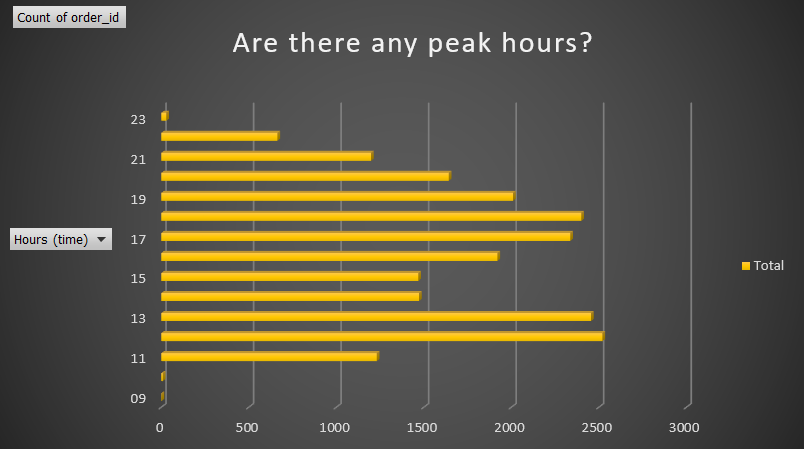 Count of order_id
Are there any peak hours?
23
21
19
17
15
13
11
09
Hours (time)
Total
0 500 1000 1500 2000 2500 3000